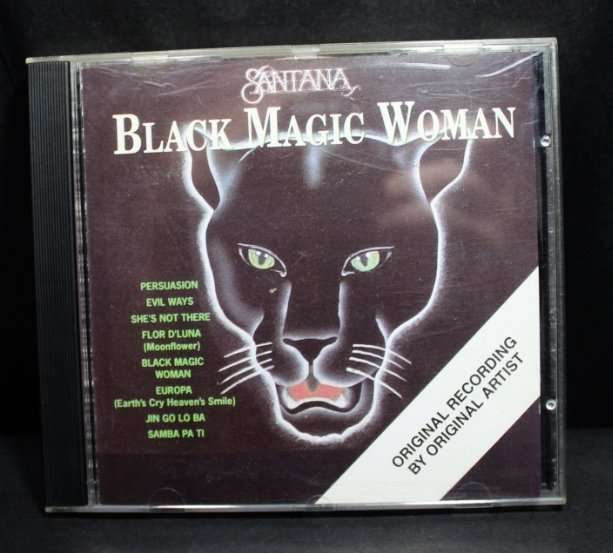 SANTANA
BLACK MAGIC WOMAN
PERSUASION
EVIL WAYS
SHE'S NOT THERE
FLOR D'LUNA
(Moonflower)
BLACK MAGIC
WOMAN
EUROPA
(Earth's Cry Heaven's Smile)
JIN GO LO BA
SAMBA PA TI
ORIGINAL RECORDING
BY ORIGINAL ARTIST